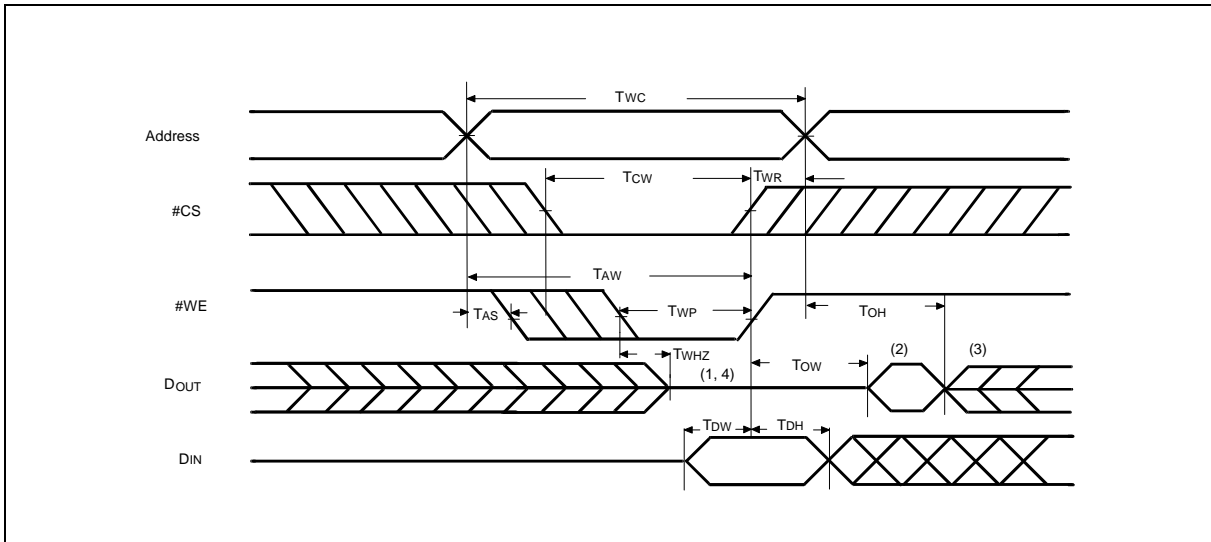 TWC
Address
TCW
TWR
#CS
TAW
#WE
TAS
TWP
TOH
TWHZ
(1, 4)
TOW
(2)
(3)
DOUT
TDW
TDH
DIN